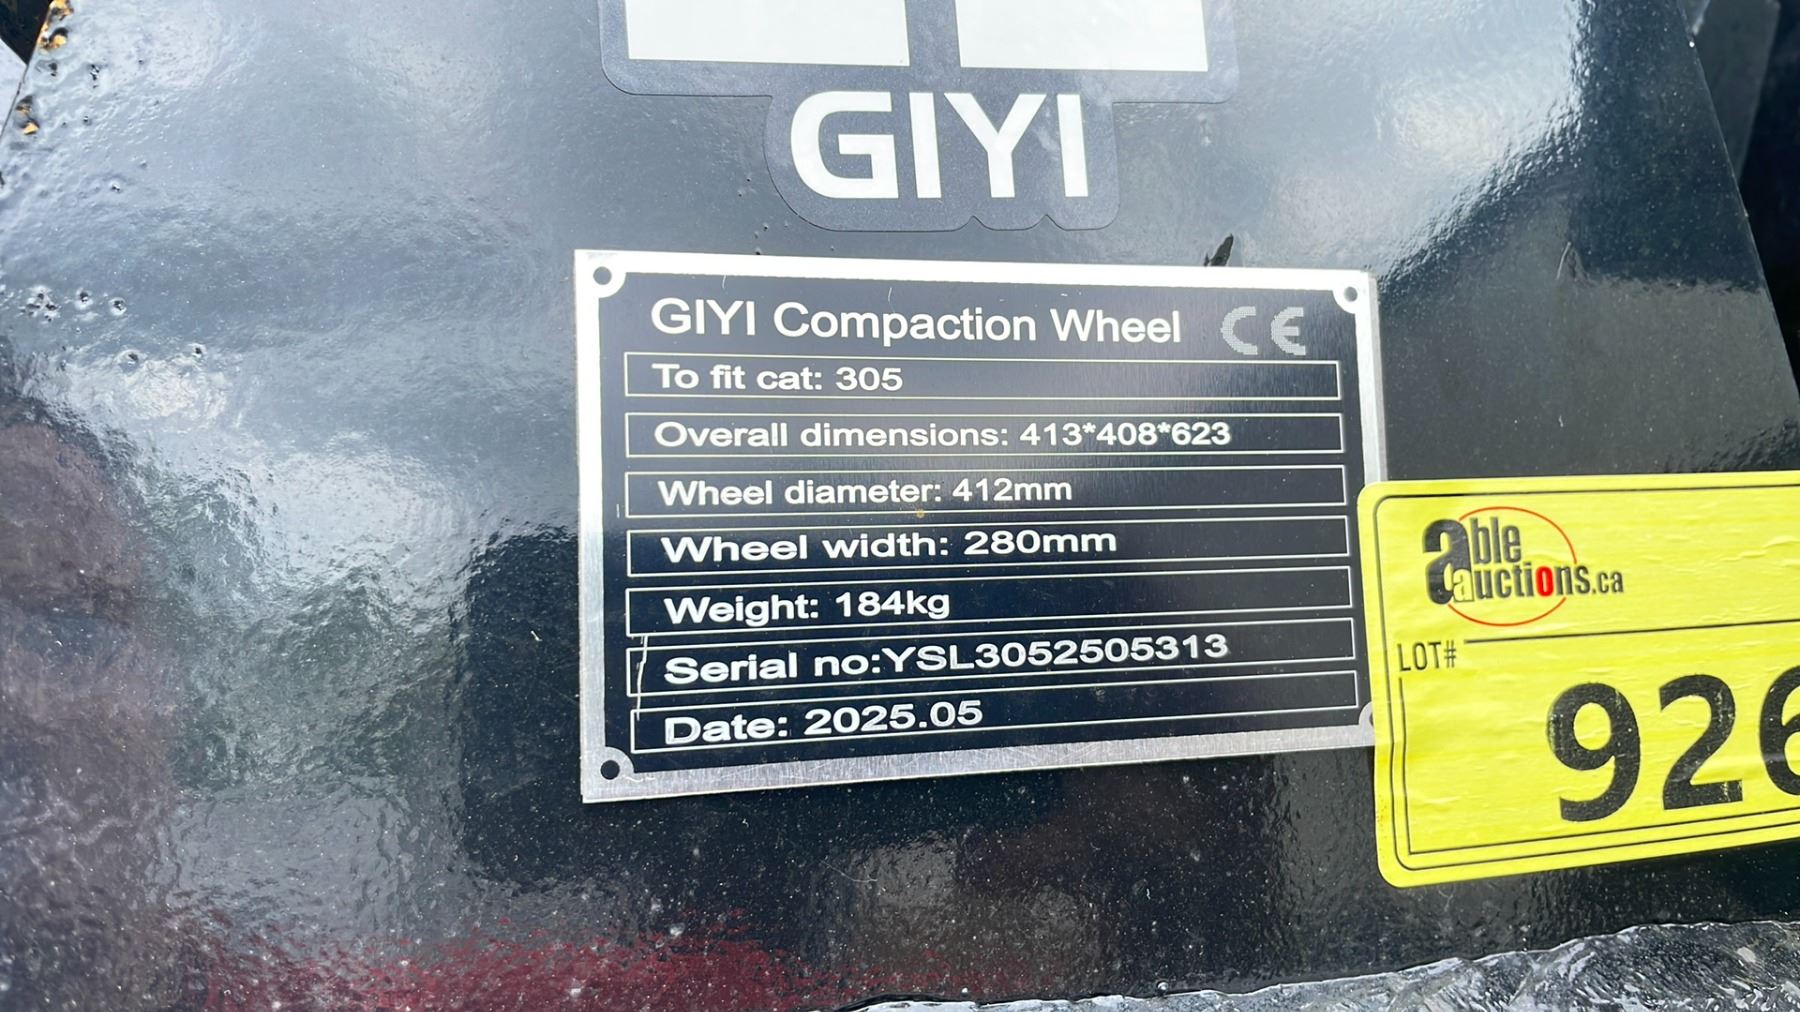 GIYI
GIYI Compaction Wheel CE
To fit cat: 305
Overall dimensions: 413*408*623
Wheel diameter: 412mm
Wheel width: 280mm
Weight: 184kg
Serial no:YSL3052505313
Date: 2025.05
able
auctions.ca
LOT#
926